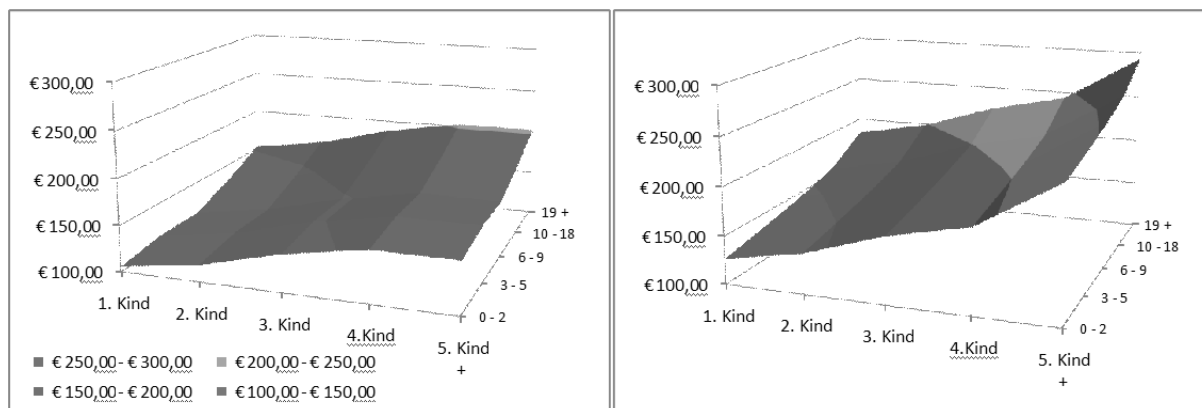 € 300,00
€ 250,00
€ 200,00
€ 150,00
€ 100,00
1. Kind
2. Kind
3. Kind
4.Kind
5. Kind
+
19 +
10 - 18
6 - 9
3 - 5
0 - 2
€ 250,00 - € 300,00
€ 200,00 - € 250,00
€ 150,00 - € 200,00
€ 100,00 - € 150,00
€ 300,00
€ 250,00
€ 200,00
€ 150,00
€ 100,00
1. Kind
2. Kind
3. Kind
4.Kind
5. Kind
+
19 +
10 - 18
6 - 9
3 - 5
0 - 2